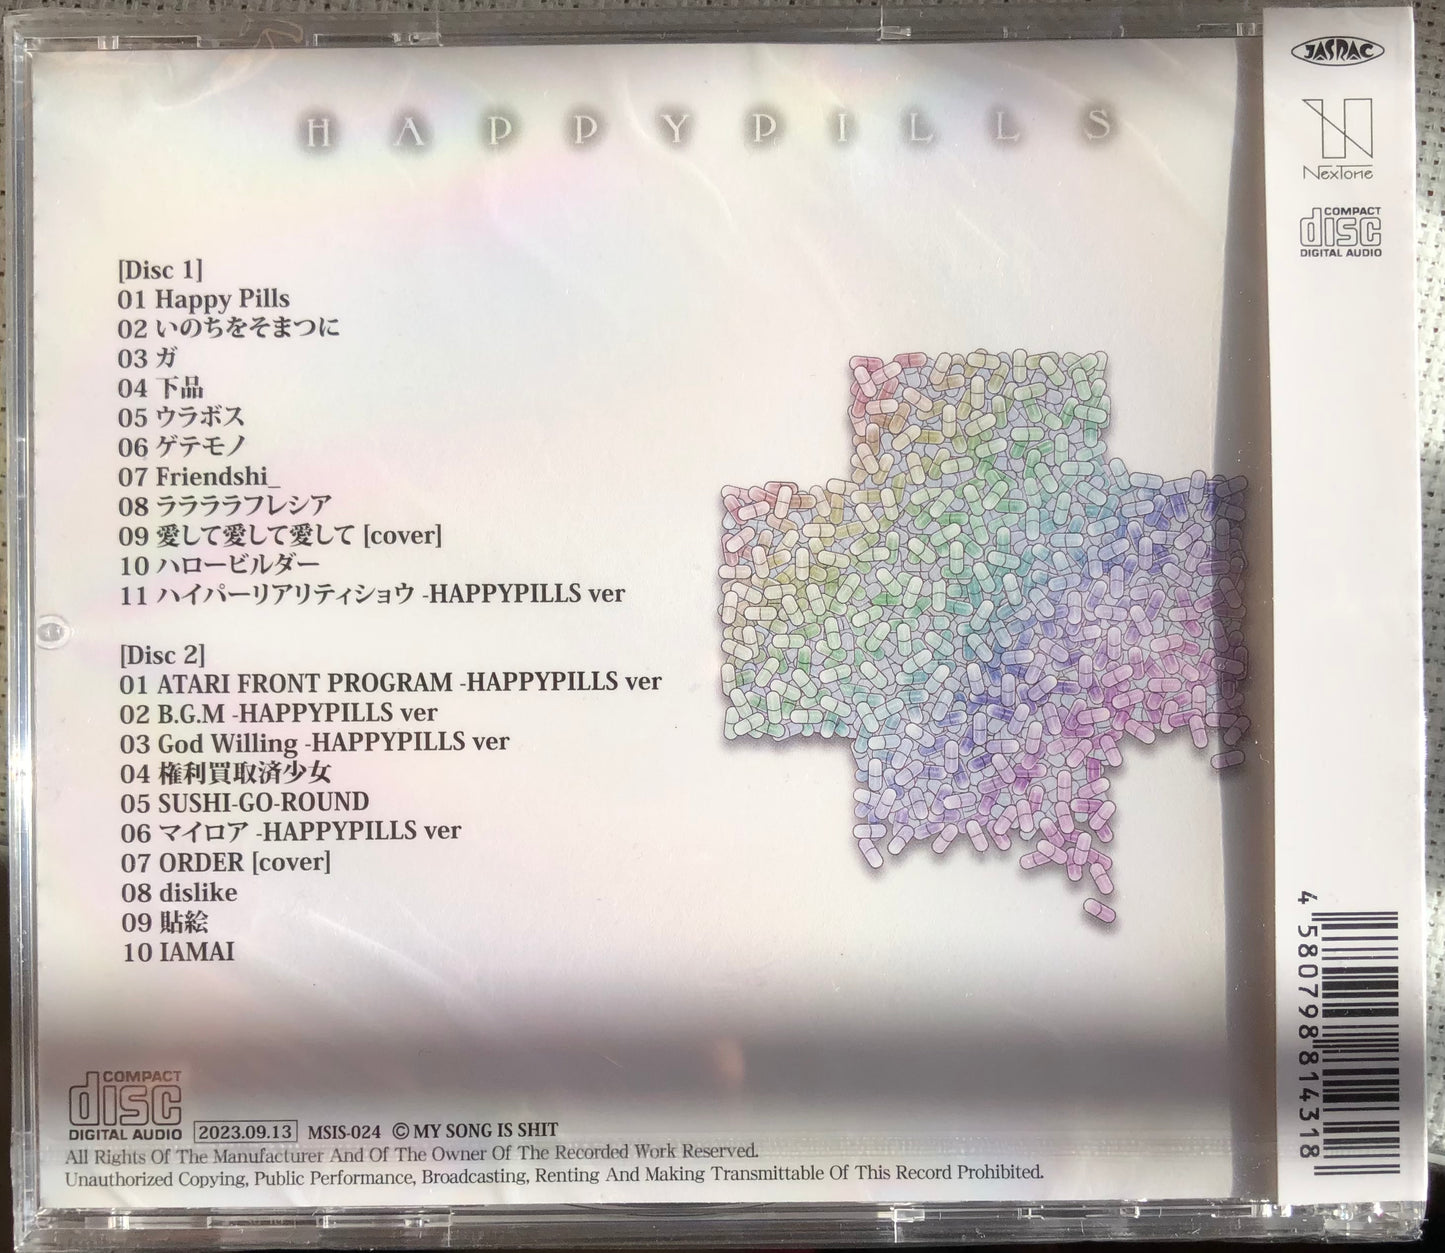 HAPPYPILLS
[Disc 1]
01 Happy Pills
02 いのちをそまつに
03 ガ
04 下品
05 ウラボス
06 ゲテモノ
07 Friendshi_
08 ララララフレシア
09 愛して愛して愛して [cover]
10 ハロービルダー
11 ハイパーリアリティショウ -HAPPYPILLS ver
[Disc 2]
01 ATARI FRONT PROGRAM -HAPPYPILLS ver
02 B.G.M -HAPPYPILLS ver
03 God Willing -HAPPYPILLS ver
04 権利買取済少女
05 SUSHI-GO-ROUND
06 マイロア -HAPPYPILLS ver
07 ORDER [cover]
08 dislike
09 貼絵
10 IAMAI
COMPACT
disc
DIGITAL AUDIO
2023.09.13 MSIS-024 © MY SONG IS SHIT
All Rights Of The Manufacturer And Of The Owner Of The Recorded Work Reserved.
Unauthorized Copying, Public Performance, Broadcasting, Renting And Making Transmittable Of This Record Prohibited.
JASRAC
NexTone
COMPACT
disc
DIGITAL AUDIO
4 580798 814318